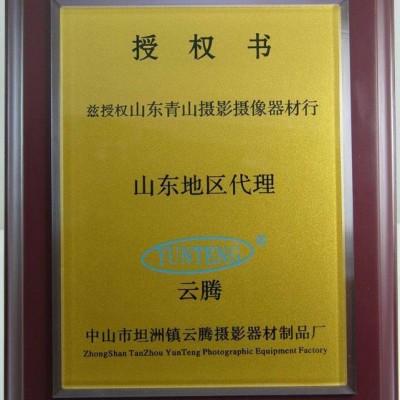 授权书
兹授权山东青山摄影摄像器材行
山东地区代理
YUNTENG®
云腾
中山市坦洲镇云腾摄影器材制品厂
ZhongShan TanZhou YunTeng Photographic Equipment Factory